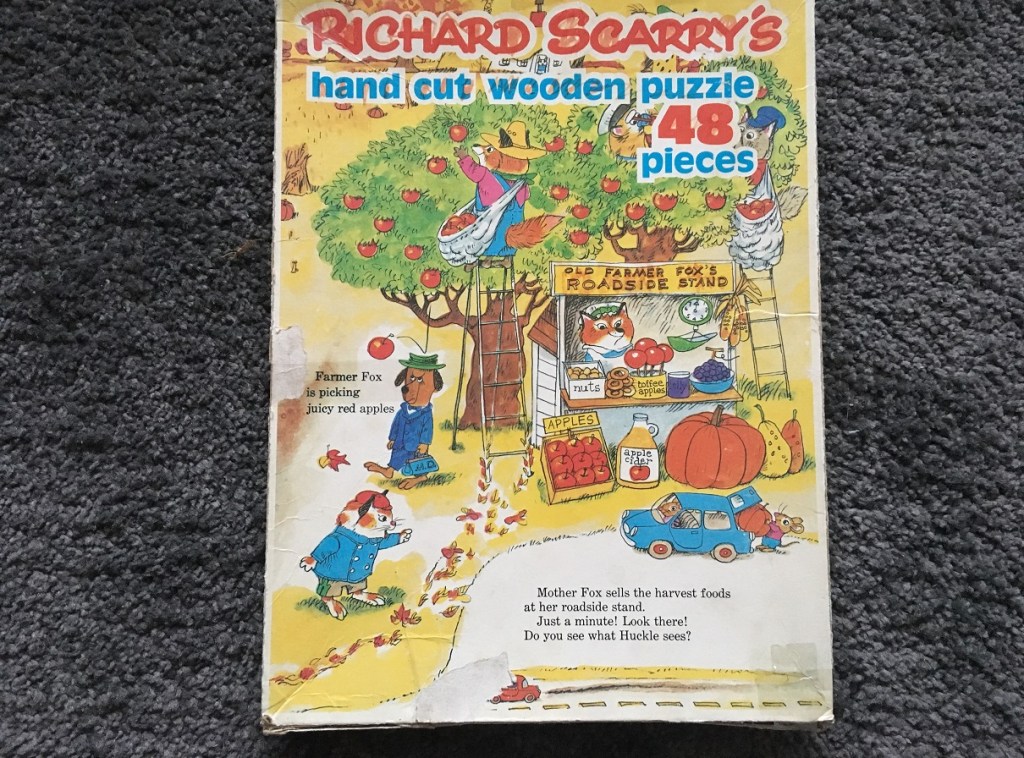 RICHARD SCARRY'S
hand cut wooden puzzle
48
pieces
OLD FARMER FOX'S
ROADSIDE STAND
Farmer Fox
is picking
juicy red apples
nuts
toffee
apples
APPLES
apple
cider
M.D.
Mother Fox sells the harvest foods
at her roadside stand.
Just a minute! Look there!
Do you see what Huckle sees?